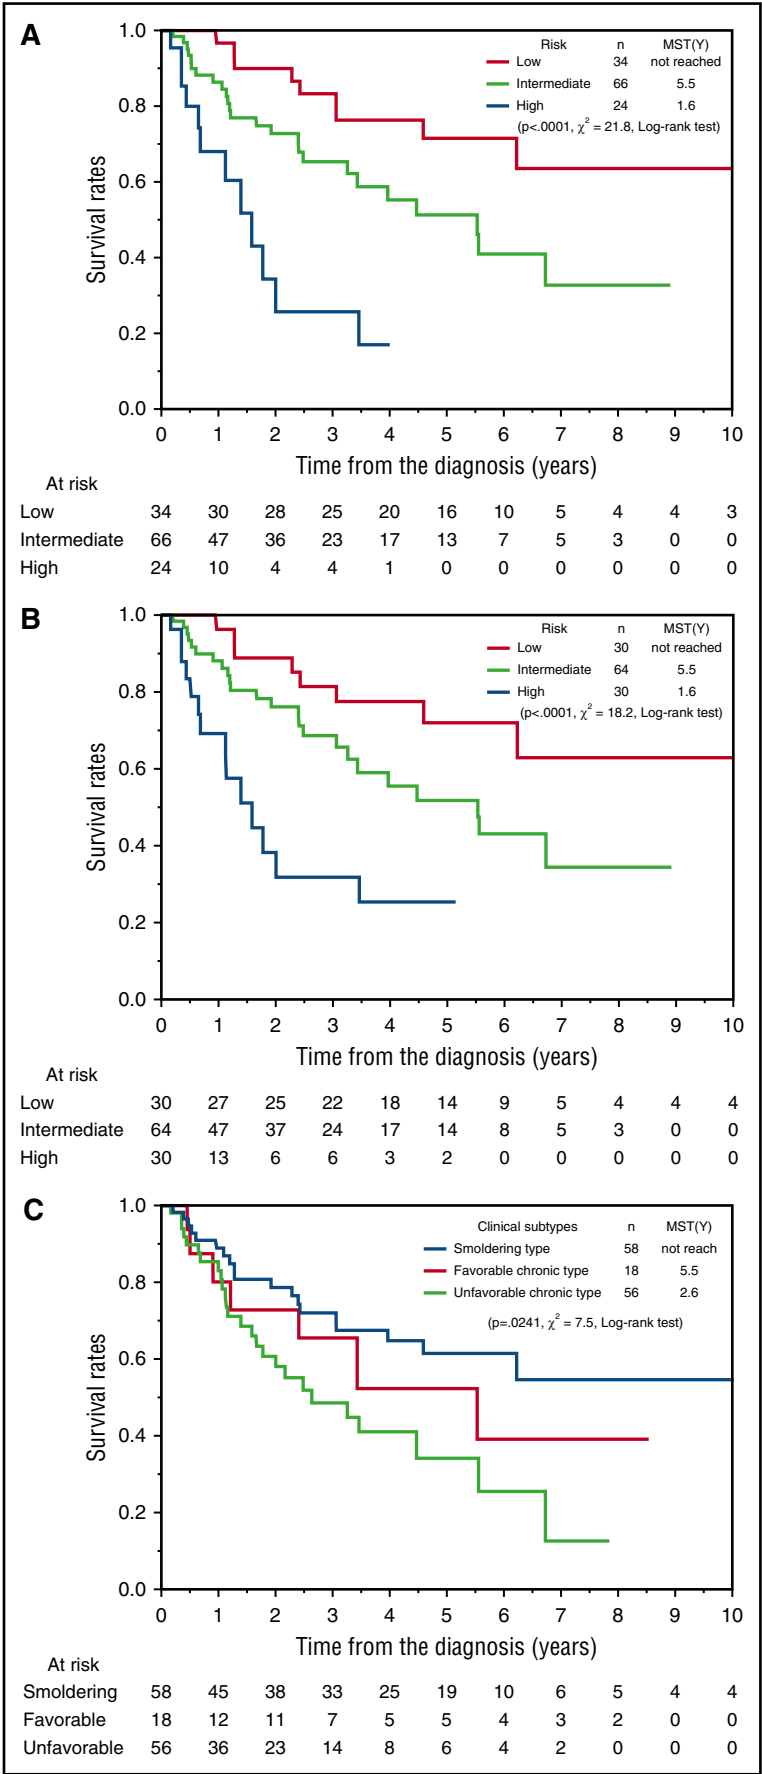 A
Survival rates
1.0
0.8
0.6
0.4
0.2
0.0
Risk n MST(Y)
Low 34 not reached
Intermediate 66 5.5
High 24 1.6
(p<.0001, χ² = 21.8, Log-rank test)
0 1 2 3 4 5 6 7 8 9 10
Time from the diagnosis (years)
At risk
Low 34 30 28 25 20 16 10 5 4 4 3
Intermediate 66 47 36 23 17 13 7 5 3 0 0
High 24 10 4 4 1 0 0 0 0 0 0
B
Survival rates
1.0
0.8
0.6
0.4
0.2
0.0
Risk n MST(Y)
Low 30 not reached
Intermediate 64 5.5
High 30 1.6
(p<.0001, χ² = 18.2, Log-rank test)
0 1 2 3 4 5 6 7 8 9 10
Time from the diagnosis (years)
At risk
Low 30 27 25 22 18 14 9 5 4 4 4
Intermediate 64 47 37 24 17 14 8 5 3 0 0
High 30 13 6 6 3 2 0 0 0 0 0
C
Survival rates
1.0
0.8
0.6
0.4
0.2
0.0
Clinical subtypes n MST(Y)
Smoldering type 58 not reach
Favorable chronic type 18 5.5
Unfavorable chronic type 56 2.6
(p=.0241, χ² = 7.5, Log-rank test)
0 1 2 3 4 5 6 7 8 9 10
Time from the diagnosis (years)
At risk
Smoldering 58 45 38 33 25 19 10 6 5 4 4
Favorable 18 12 11 7 5 5 4 3 2 0 0
Unfavorable 56 36 23 14 8 6 4 2 0 0 0